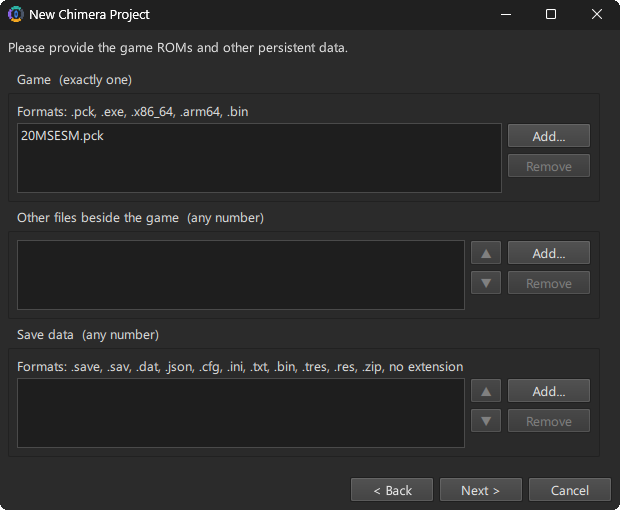 New Chimera Project
Please provide the game ROMs and other persistent data.
Game (exactly one)
Formats: .pck, .exe, .x86_64, .arm64, .bin
20MSESM.pck
Add...
Remove
Other files beside the game (any number)
▲ Add...
▼ Remove
Save data (any number)
Formats: .save, .sav, .dat, .json, .cfg, .ini, .txt, .bin, .tres, .res, .zip, no extension
▲ Add...
▼ Remove
< Back Next > Cancel